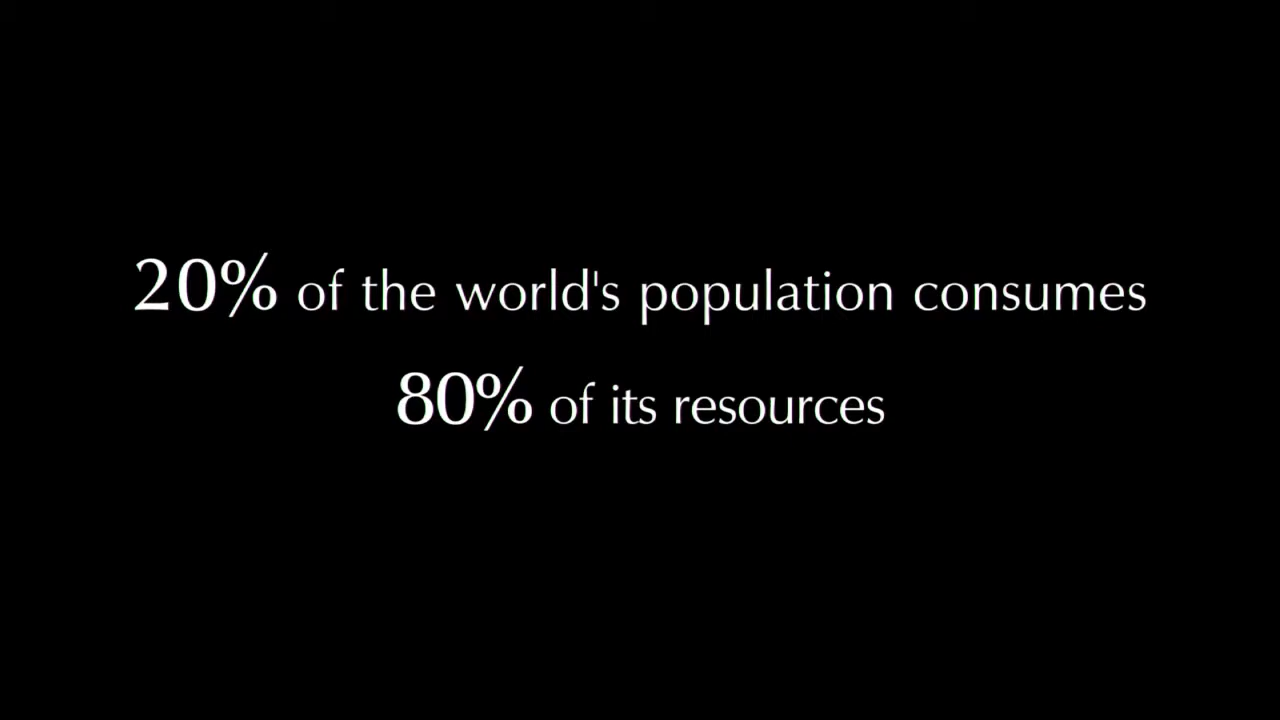 20% of the world's population consumes
80% of its resources